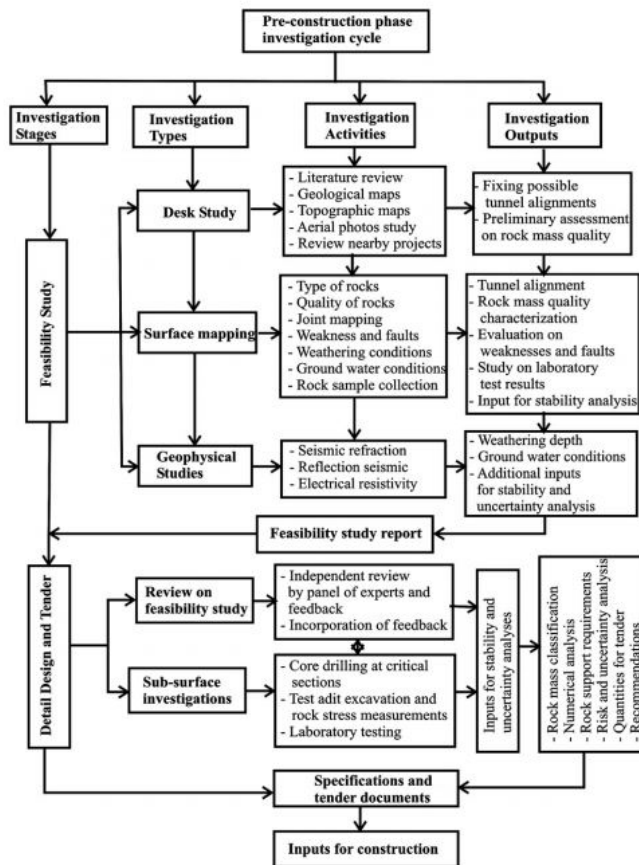 Pre-construction phase
investigation cycle
Investigation
Stages
Investigation
Types
Investigation
Activities
Investigation
Outputs
Feasibility Study
Desk Study
- Literature review
- Geological maps
- Topographic maps
- Aerial photos study
- Review nearby projects
- Fixing possible
tunnel alignments
- Preliminary assessment
on rock mass quality
Surface mapping
- Type of rocks
- Quality of rocks
- Joint mapping
- Weakness and faults
- Weathering conditions
- Ground water conditions
- Rock sample collection
- Tunnel alignment
- Rock mass quality
characterization
- Evaluation on
weaknesses and faults
- Study on laboratory
test results
- Input for stability analysis
Geophysical
Studies
- Seismic refraction
- Reflection seismic
- Electrical resistivity
- Weathering depth
- Ground water conditions
- Additional inputs
for stability and
uncertainty analysis
Feasibility study report
Detail Design and Tender
Review on
feasibility study
- Independent review
by panel of experts and
feedback
- Incorporation of feedback
Sub-surface
investigations
- Core drilling at critical
sections
- Test adit excavation and
rock stress measurements
- Laboratory testing
Inputs for stability and
uncertainty analyses
- Rock mass classification
- Numerical analysis
- Rock support requirements
- Risk and uncertainty analysis
- Quantities for tender
- Recommendations
Specifications and
tender documents
Inputs for construction